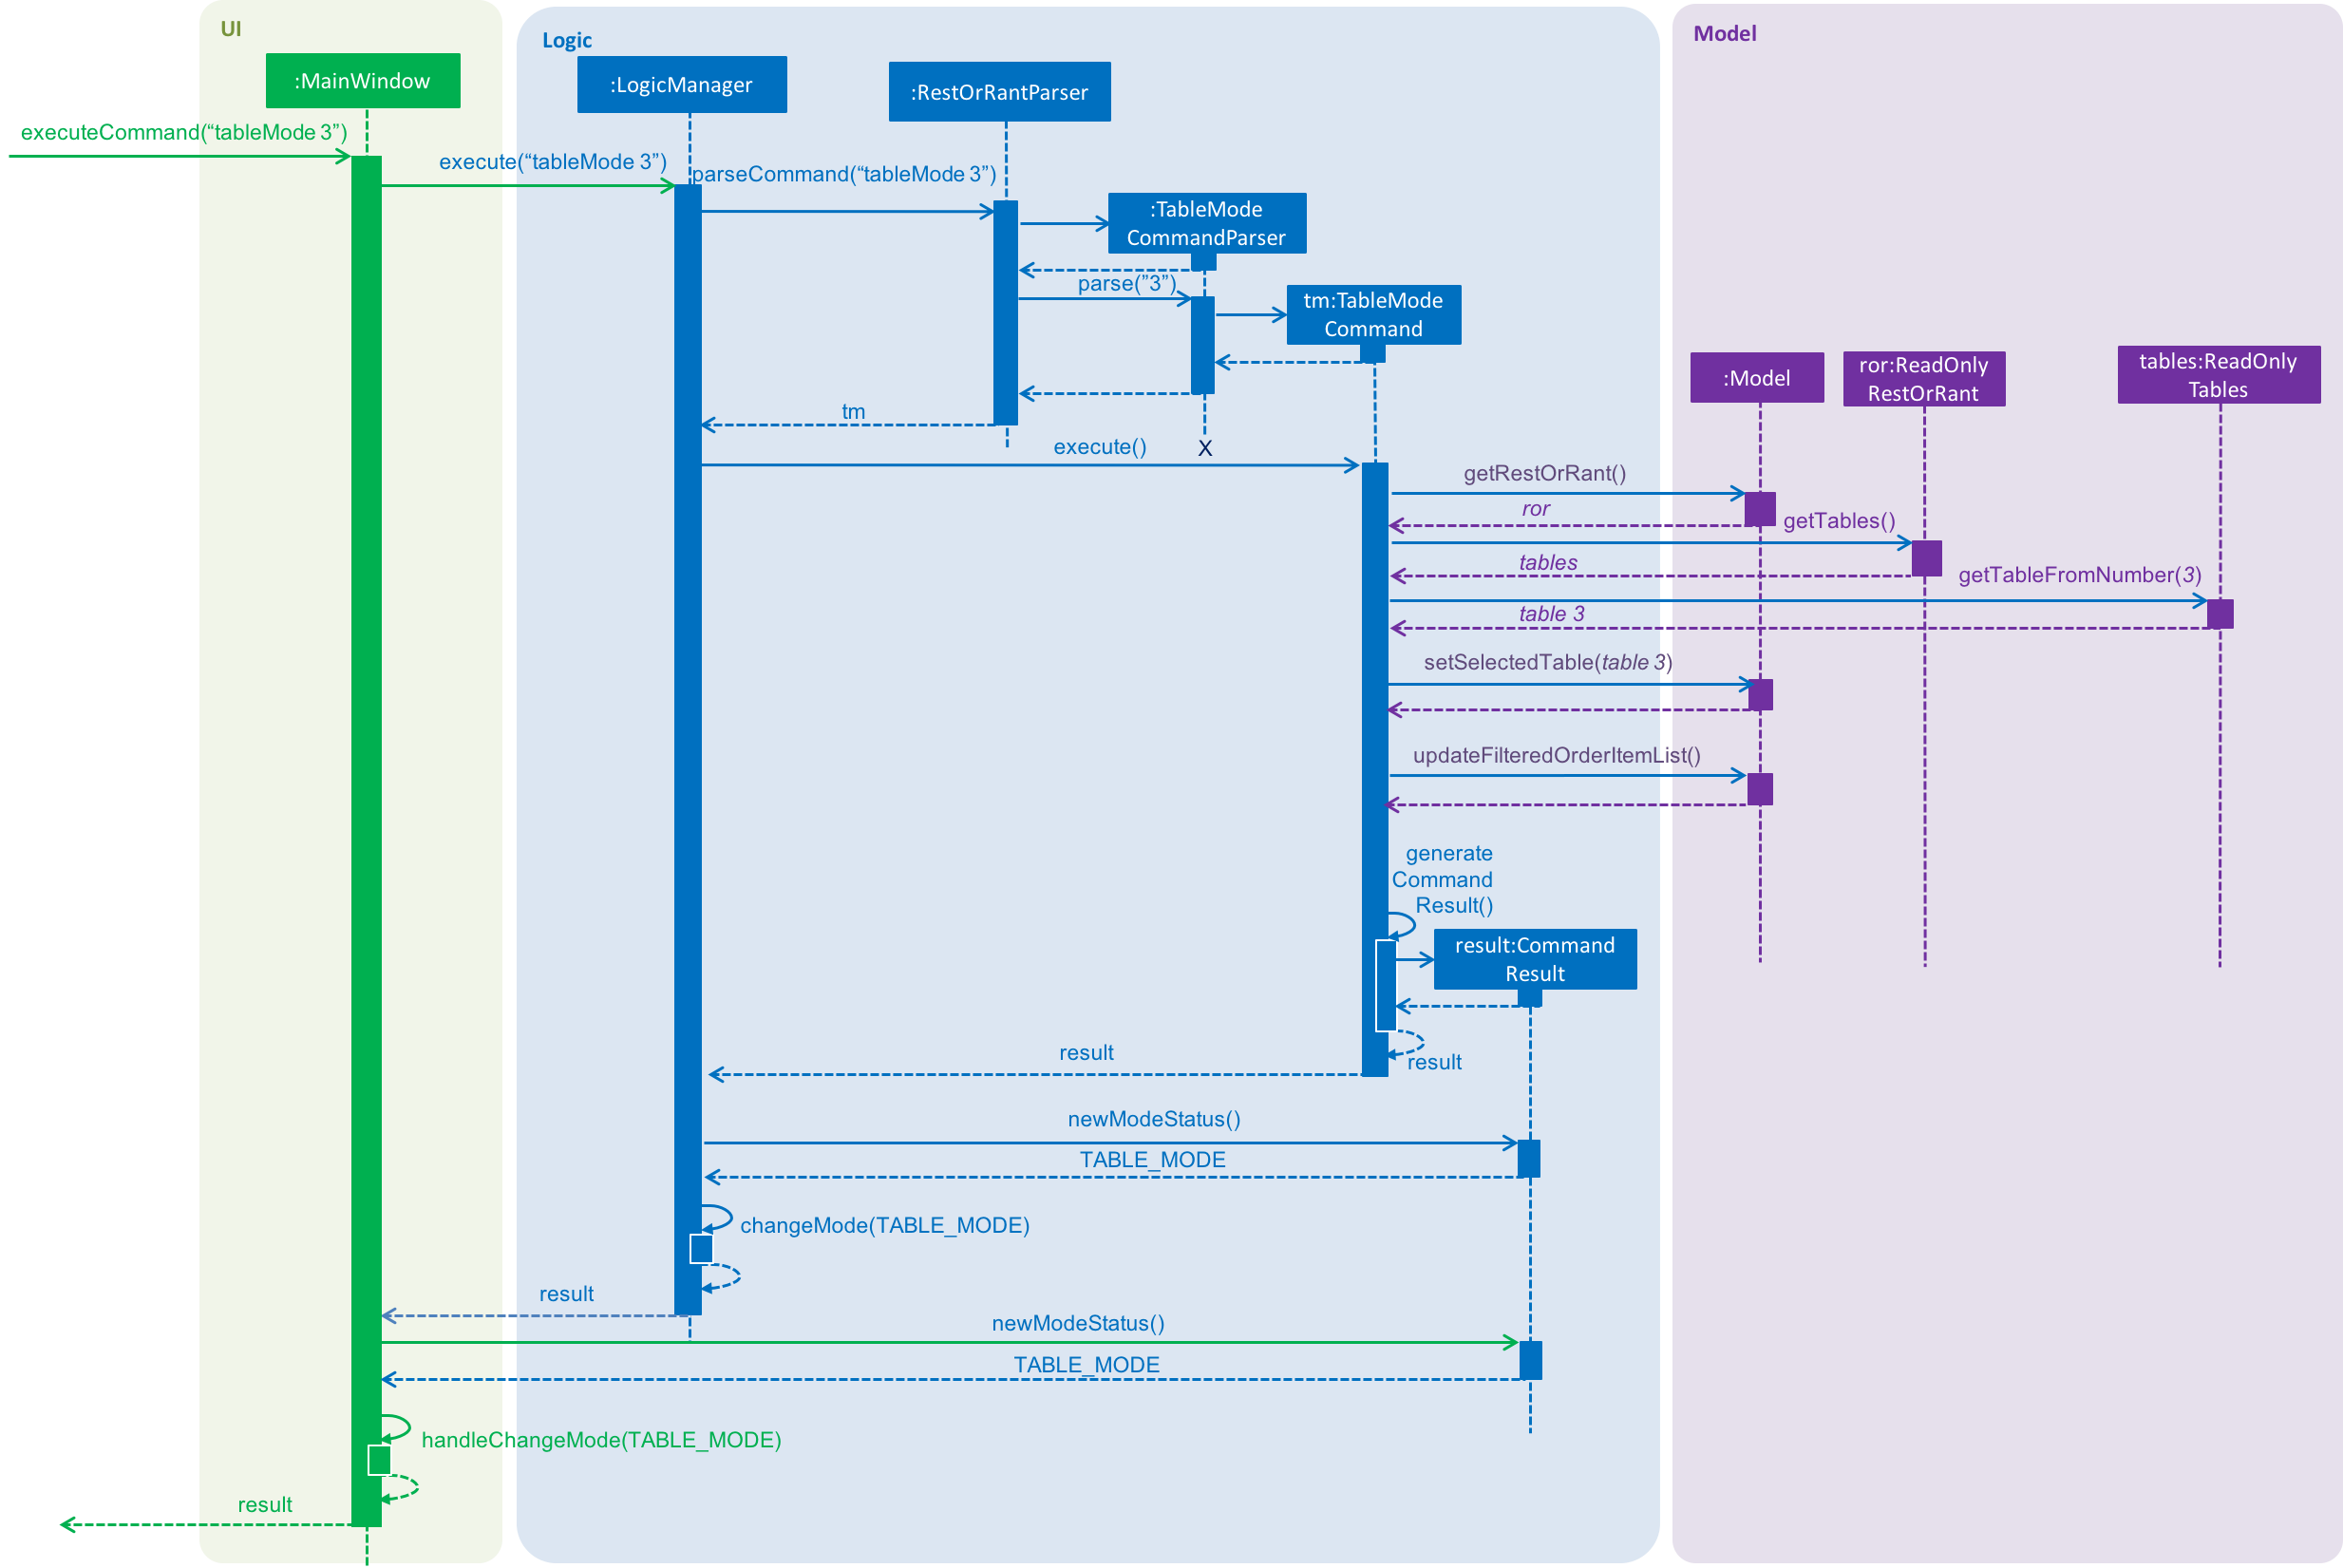 UI
Logic
Model
:MainWindow
:LogicManager
:RestOrRantParser
executeCommand(“tableMode 3”)
execute(“tableMode 3”)
parseCommand(“tableMode 3”)
:TableMode
CommandParser
parse(”3”)
tm:TableMode
Command
:Model
ror:ReadOnly
RestOrRant
tables:ReadOnly
Tables
tm
X
execute()
getRestOrRant()
ror
getTables()
tables
getTableFromNumber(3)
table 3
setSelectedTable(table 3)
updateFilteredOrderItemList()
generate
Command
Result()
result:Command
Result
result
result
newModeStatus()
TABLE_MODE
changeMode(TABLE_MODE)
result
newModeStatus()
TABLE_MODE
handleChangeMode(TABLE_MODE)
result